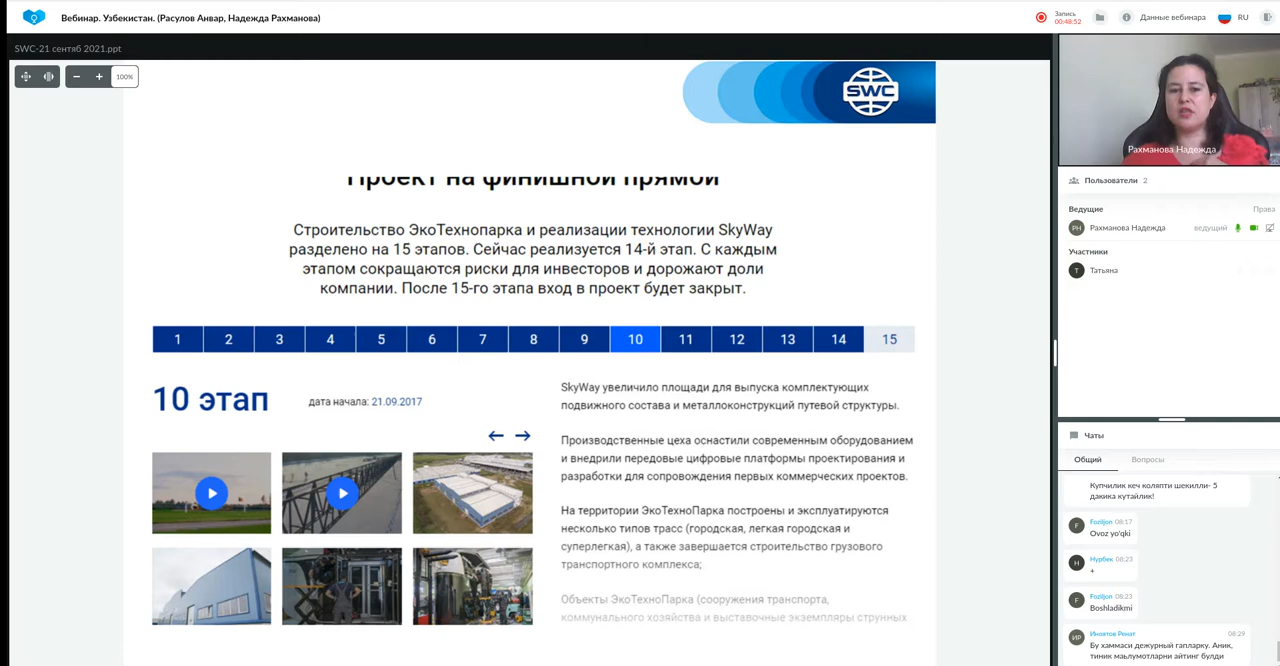 Вебинар. Узбекистан. (Расулов Анвар, Надежда Рахманова)
Запись
00:48:52
Данные вебинара
RU
SWC-21 сентяб 2021.ppt
100%
SWC
Проект на финишной прямой
Строительство ЭкоТехнопарка и реализации технологии SkyWay
разделено на 15 этапов. Сейчас реализуется 14-й этап. С каждым
этапом сокращаются риски для инвесторов и дорожают доли
компании. После 15-го этапа вход в проект будет закрыт.
1 2 3 4 5 6 7 8 9 10 11 12 13 14 15
10 этап
дата начала: 21.09.2017
SkyWay увеличило площади для выпуска комплектующих
подвижного состава и металлоконструкций путевой структуры.
Производственные цеха оснастили современным оборудованием
и внедрили передовые цифровые платформы проектирования и
разработки для сопровождения первых коммерческих проектов.
На территории ЭкоТехноПарка построены и эксплуатируются
несколько типов трасс (городская, легкая городская и
суперлегкая), а также завершается строительство грузового
транспортного комплекса;
Объекты ЭкоТехноПарка (сооружения транспорта,
коммунального хозяйства и выставочные экземпляры струнных
Рахманова Надежда
Пользователи 2
Ведущие
Права
РН
Рахманова Надежда
ведущий
Участники
Т
Татьяна
Чаты
Общий
Вопросы
Купчилик кеч коляпти шекилли- 5
дакика кутайлик!
F
Foziljon 08:17
Ovoz yo'qki
Н
Нурбек 08:23
+
F
Foziljon 08:23
Boshladikmi
ИР
Иноятов Ренат
08:29
Бу хаммаси дежурный гапларку. Аник,
тиник маьлумотларни айтинг булди